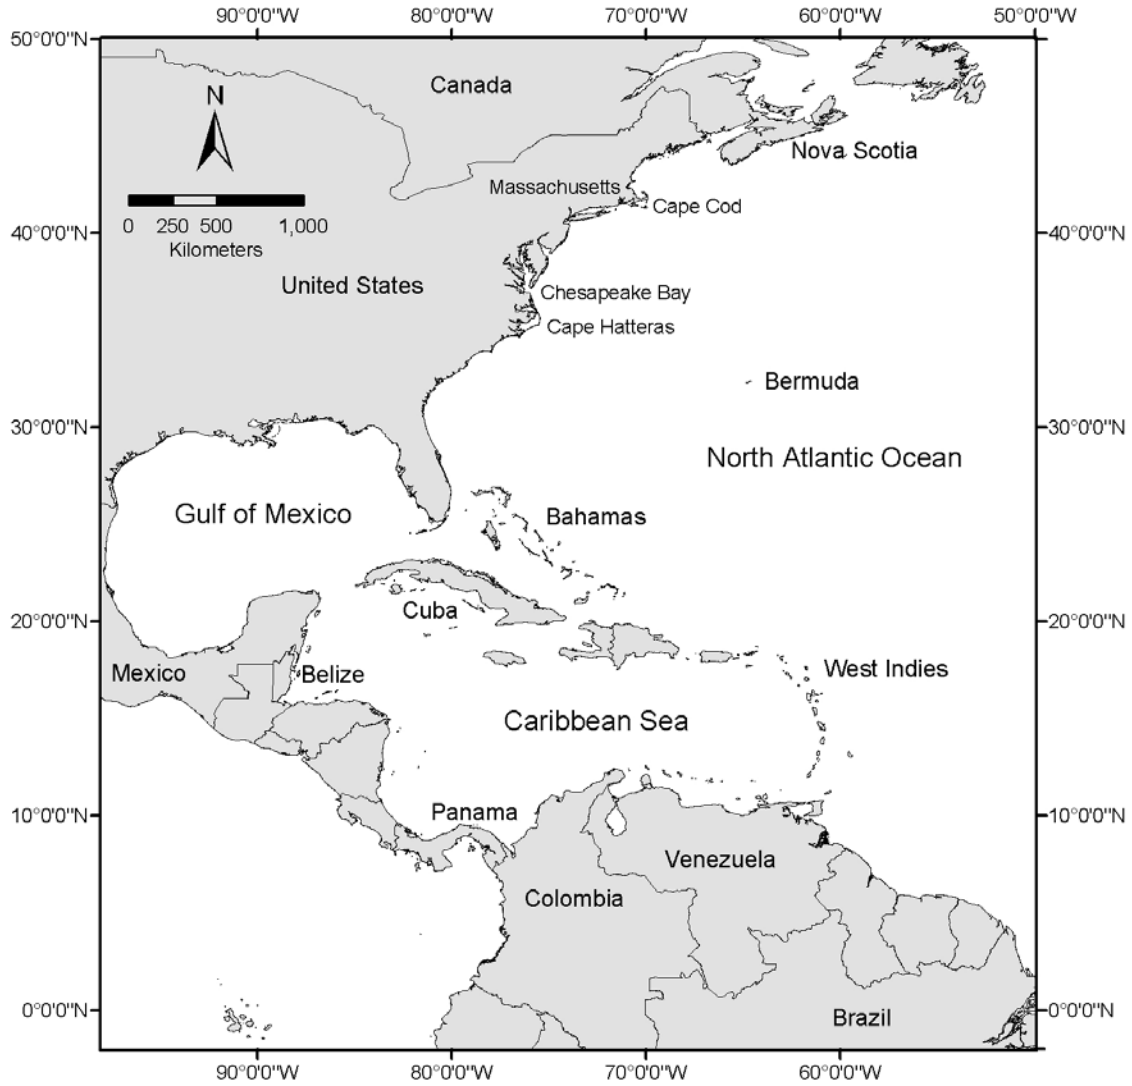 90°0'0"W 80°0'0"W 70°0'0"W 60°0'0"W 50°0'0"W
50°0'0"N
Canada
N
Nova Scotia
Massachusetts
Cape Cod
0 250 500 1,000
Kilometers
40°0'0"N 40°0'0"N
United States
Chesapeake Bay
Cape Hatteras
Bermuda
30°0'0"N 30°0'0"N
North Atlantic Ocean
Gulf of Mexico
Bahamas
Cuba
20°0'0"N 20°0'0"N
Mexico
Belize
West Indies
Caribbean Sea
Panama
10°0'0"N 10°0'0"N
Venezuela
Colombia
0°0'0"N 0°0'0"N
Brazil
90°0'0"W 80°0'0"W 70°0'0"W 60°0'0"W